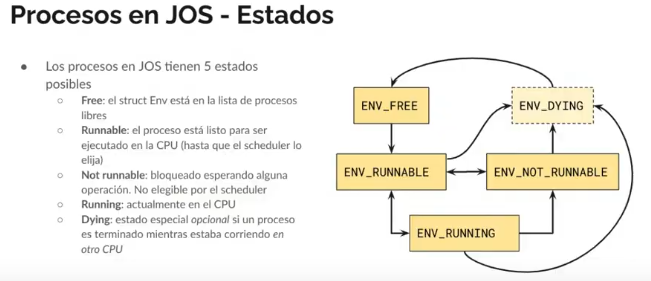 Procesos en JOS - Estados
● Los procesos en JOS tienen 5 estados
posibles
○ Free: el struct Env está en la lista de procesos
libres
○ Runnable: el proceso está listo para ser
ejecutado en la CPU (hasta que el scheduler lo
elija)
○ Not runnable: bloqueado esperando alguna
operación. No elegible por el scheduler
○ Running: actualmente en el CPU
○ Dying: estado especial opcional si un proceso
es terminado mientras estaba corriendo en
otro CPU
ENV_FREE
ENV_DYING
ENV_RUNNABLE
ENV_NOT_RUNNABLE
ENV_RUNNING